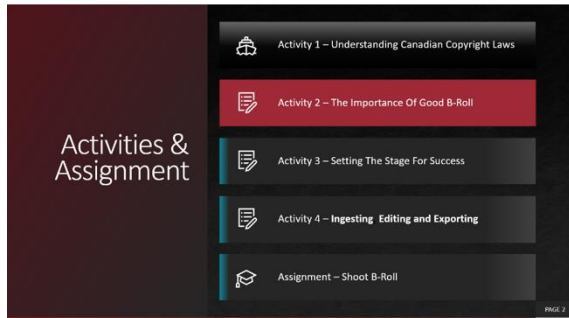 Activities &
Assignment
Activity 1 – Understanding Canadian Copyright Laws
Activity 2 – The Importance Of Good B-Roll
Activity 3 – Setting The Stage For Success
Activity 4 – Ingesting  Editing and Exporting
Assignment – Shoot B-Roll
PAGE 2